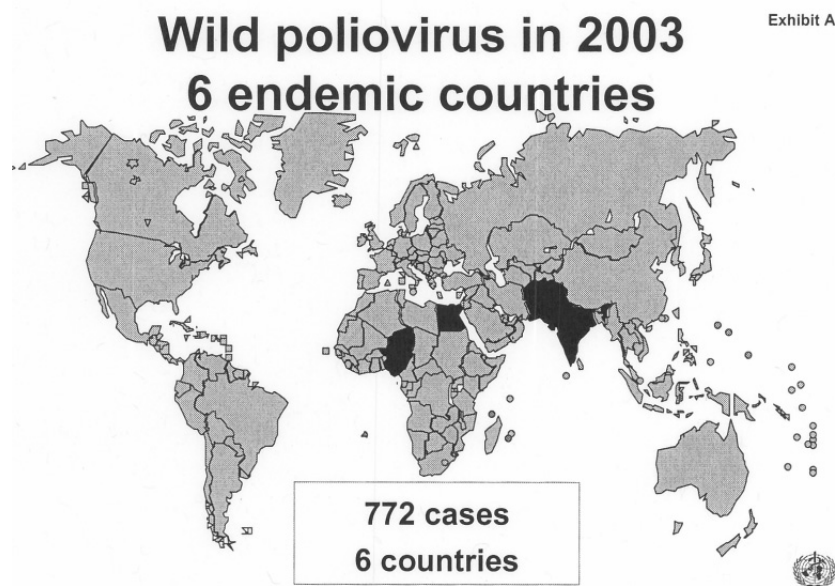 Exhibit A
Wild poliovirus in 2003
6 endemic countries
772 cases
6 countries